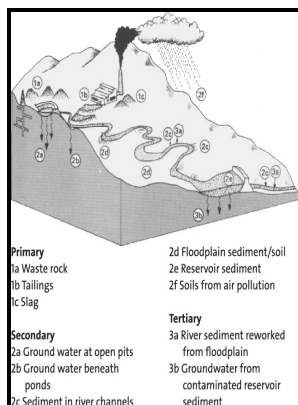 1a
1b
1c
2f
2c
3a
2c
2d
2c
3a
2a
2b
2d
2e
3b
Primary
1a Waste rock
1b Tailings
1c Slag
Secondary
2a Ground water at open pits
2b Ground water beneath
ponds
2c Sediment in river channels
2d Floodplain sediment/soil
2e Reservoir sediment
2f Soils from air pollution
Tertiary
3a River sediment reworked
from floodplain
3b Groundwater from
contaminated reservoir
sediment